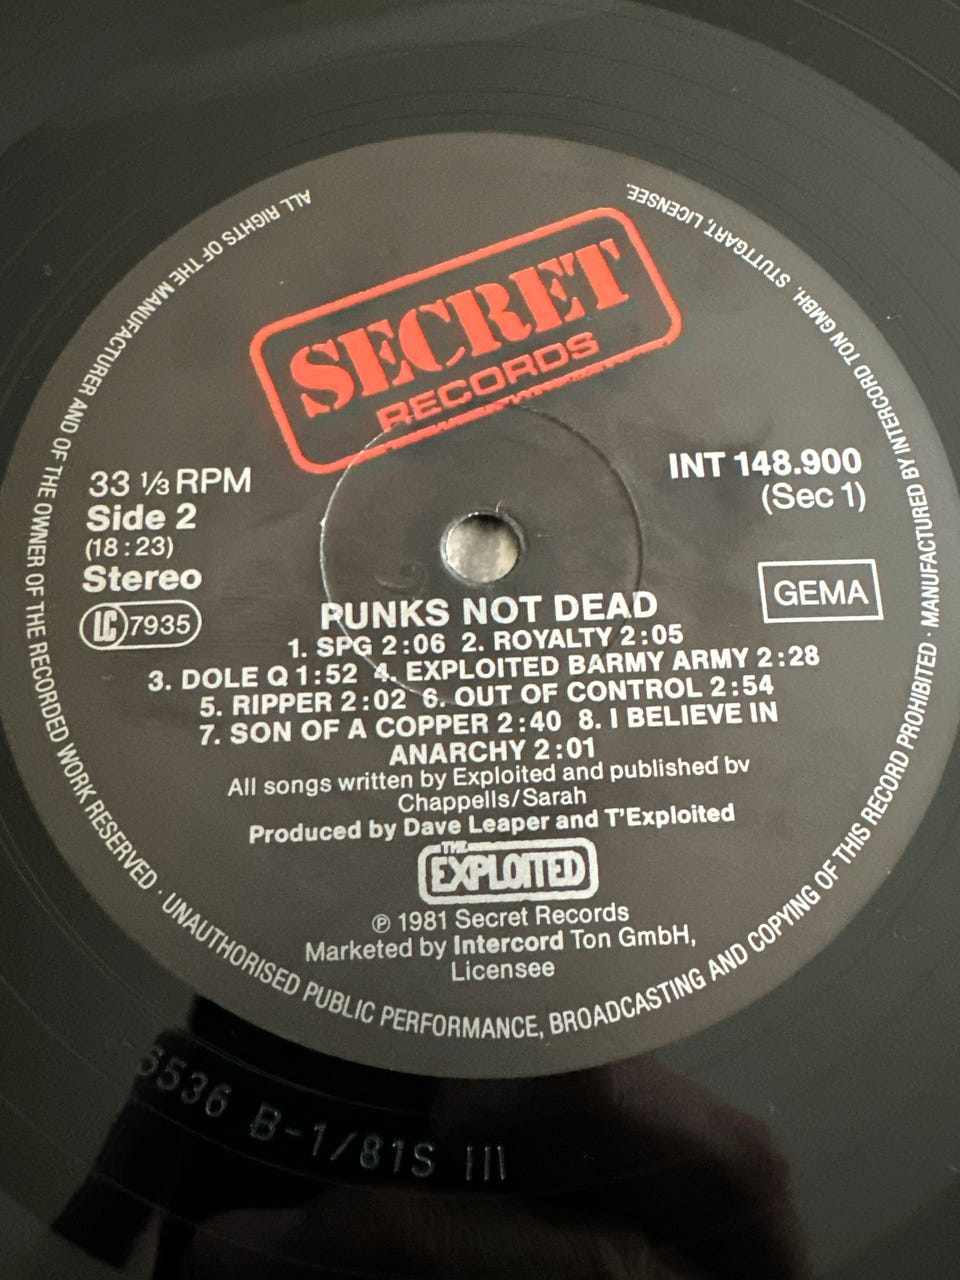 SECRET
RECORDS
33 1/3 RPM
Side 2
(18:23)
Stereo
LC 7935
INT 148.900
(Sec 1)
GEMA
PUNKS NOT DEAD
1. SPG 2:06 2. ROYALTY 2:05
3. DOLE Q 1:52 4. EXPLOITED BARMY ARMY 2:28
5. RIPPER 2:02 6. OUT OF CONTROL 2:54
7. SON OF A COPPER 2:40 8. I BELIEVE IN
ANARCHY 2:01
All songs written by Exploited and published by
Chappells/Sarah
Produced by Dave Leaper and T'Exploited
THE
EXPLOITED
℗ 1981 Secret Records
Marketed by Intercord Ton GmbH,
Licensee
ALL RIGHTS OF THE MANUFACTURER AND OF THE OWNER OF THE RECORDED WORK RESERVED · UNAUTHORISED PUBLIC PERFORMANCE, BROADCASTING AND COPYING OF THIS RECORD PROHIBITED · MANUFACTURED BY INTERCORD TON GMBH, STUTTGART, LICENSEE.
6536 B-1/81S III